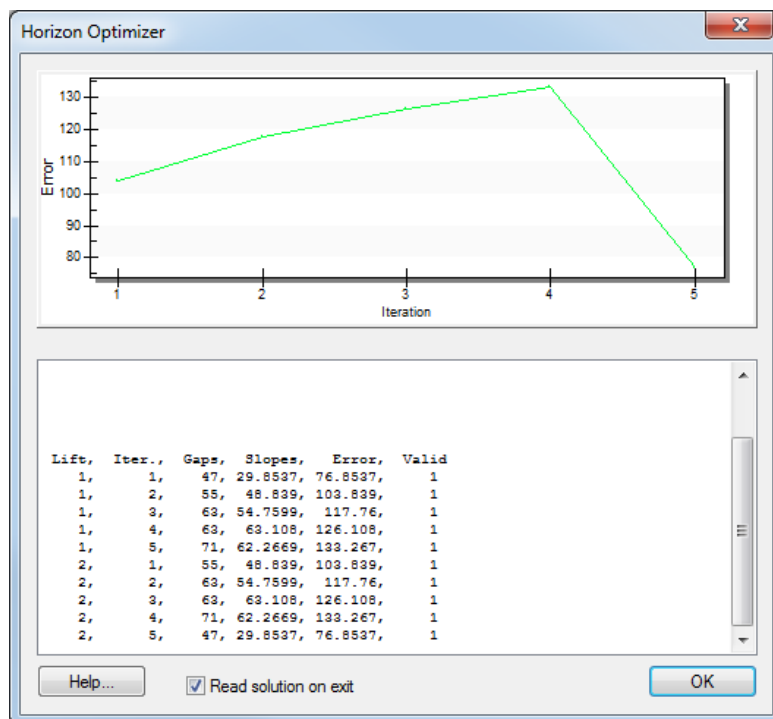 Horizon Optimizer
130
120
110
100
90
80
Error
1 2 3 4 5
Iteration
Lift, Iter., Gaps, Slopes, Error, Valid
1, 1, 47, 29.8537, 76.8537, 1
1, 2, 55, 48.839, 103.839, 1
1, 3, 63, 54.7599, 117.76, 1
1, 4, 63, 63.108, 126.108, 1
1, 5, 71, 62.2669, 133.267, 1
2, 1, 55, 48.839, 103.839, 1
2, 2, 63, 54.7599, 117.76, 1
2, 3, 63, 63.108, 126.108, 1
2, 4, 71, 62.2669, 133.267, 1
2, 5, 47, 29.8537, 76.8537, 1
Help... Read solution on exit OK